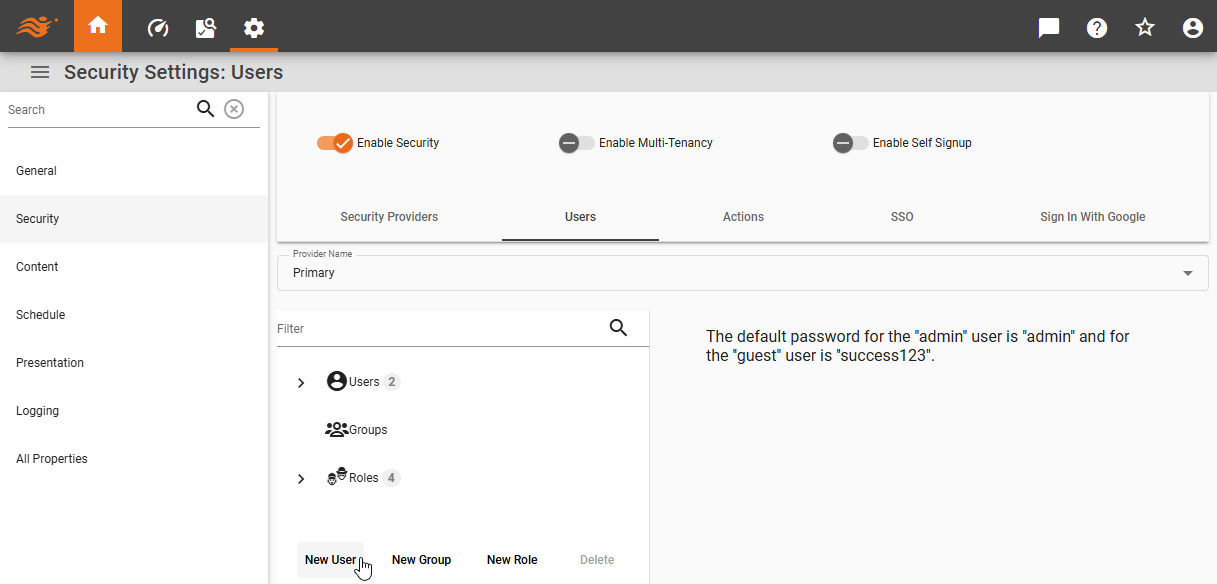 Security Settings: Users
Search
General
Security
Content
Schedule
Presentation
Logging
All Properties
Enable Security
Enable Multi-Tenancy
Enable Self Signup
Security Providers
Users
Actions
SSO
Sign In With Google
Provider Name
Primary
Filter
Users 2
Groups
Roles 4
New User
New Group
New Role
Delete
The default password for the "admin" user is "admin" and for
the "guest" user is "success123".